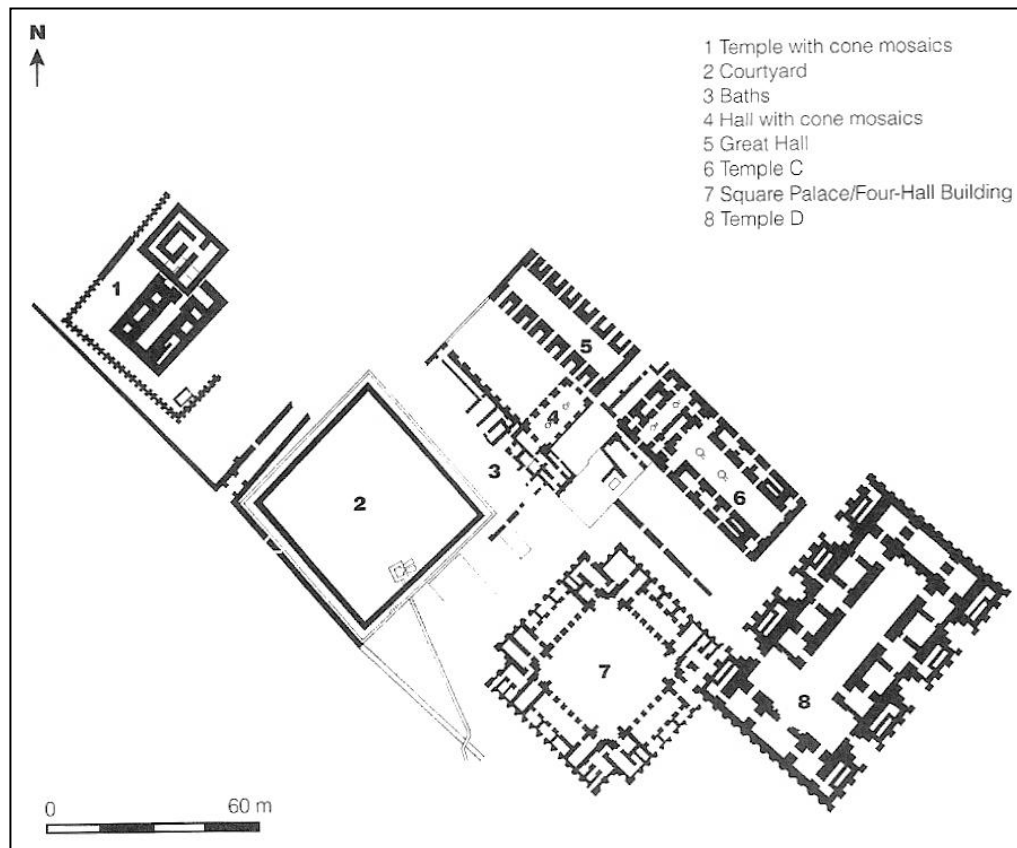 N
1 Temple with cone mosaics
2 Courtyard
3 Baths
4 Hall with cone mosaics
5 Great Hall
6 Temple C
7 Square Palace/Four-Hall Building
8 Temple D
1
5
4
3
2
6
7
8
0 60 m